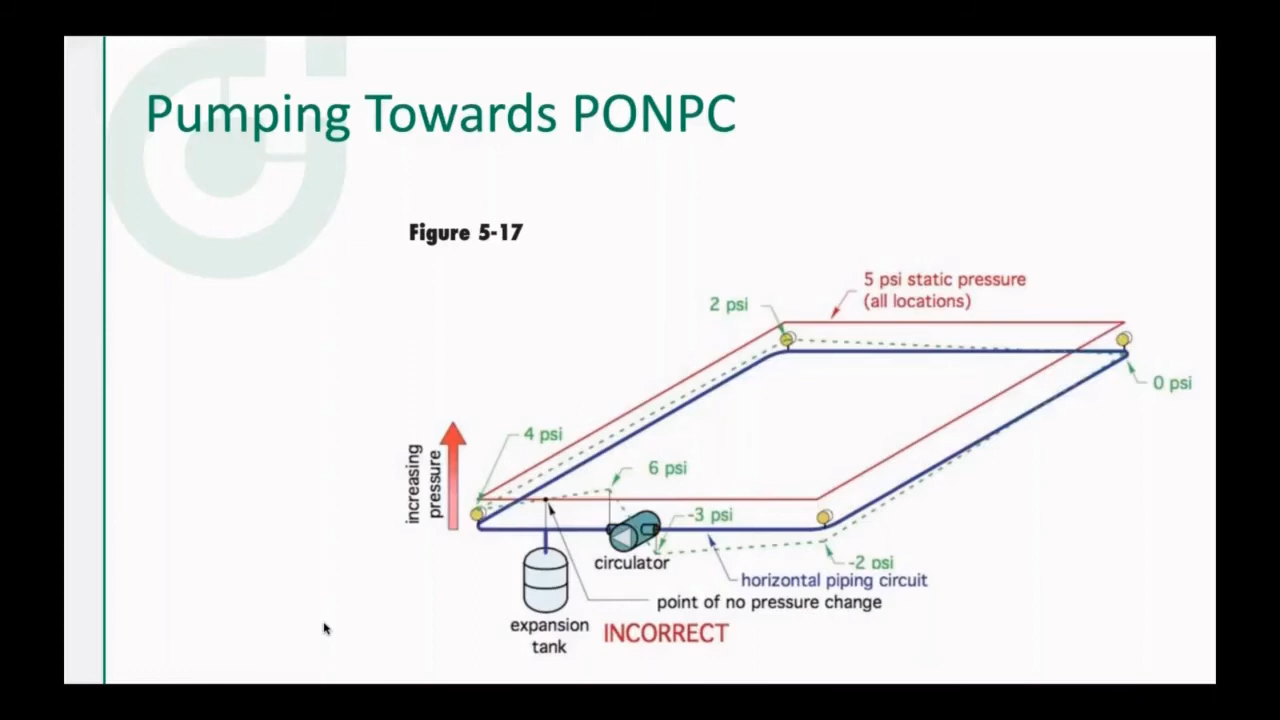 Pumping Towards PONPC
Figure 5-17
5 psi static pressure
(all locations)
2 psi
0 psi
4 psi
increasing
pressure
6 psi
-3 psi
circulator
-2 psi
horizontal piping circuit
point of no pressure change
expansion
tank
INCORRECT